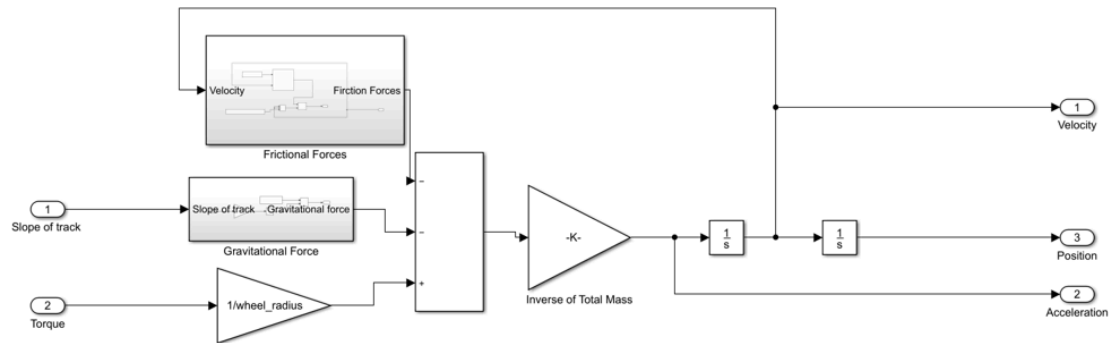 Velocity
Firction Forces
Frictional Forces
1
Velocity
1
Slope of track
Slope of track
Gravitational force
Gravitational Force
−
−
+
-K-
Inverse of Total Mass
1
s
1
s
3
Position
2
Torque
1/wheel_radius
2
Acceleration